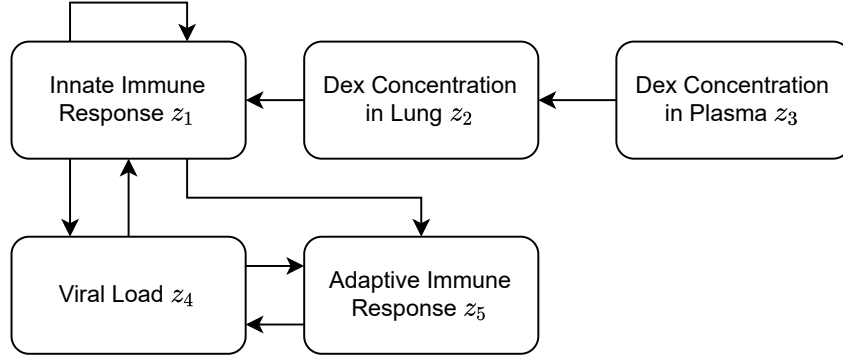 Innate Immune
Response z₁
Dex Concentration
in Lung z₂
Dex Concentration
in Plasma z₃
Viral Load z₄
Adaptive Immune
Response z₅